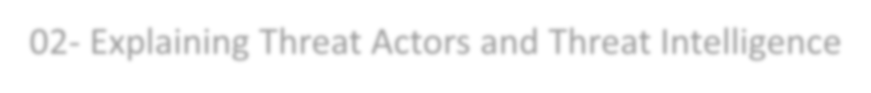 02- Explaining Threat Actors and Threat Intelligence